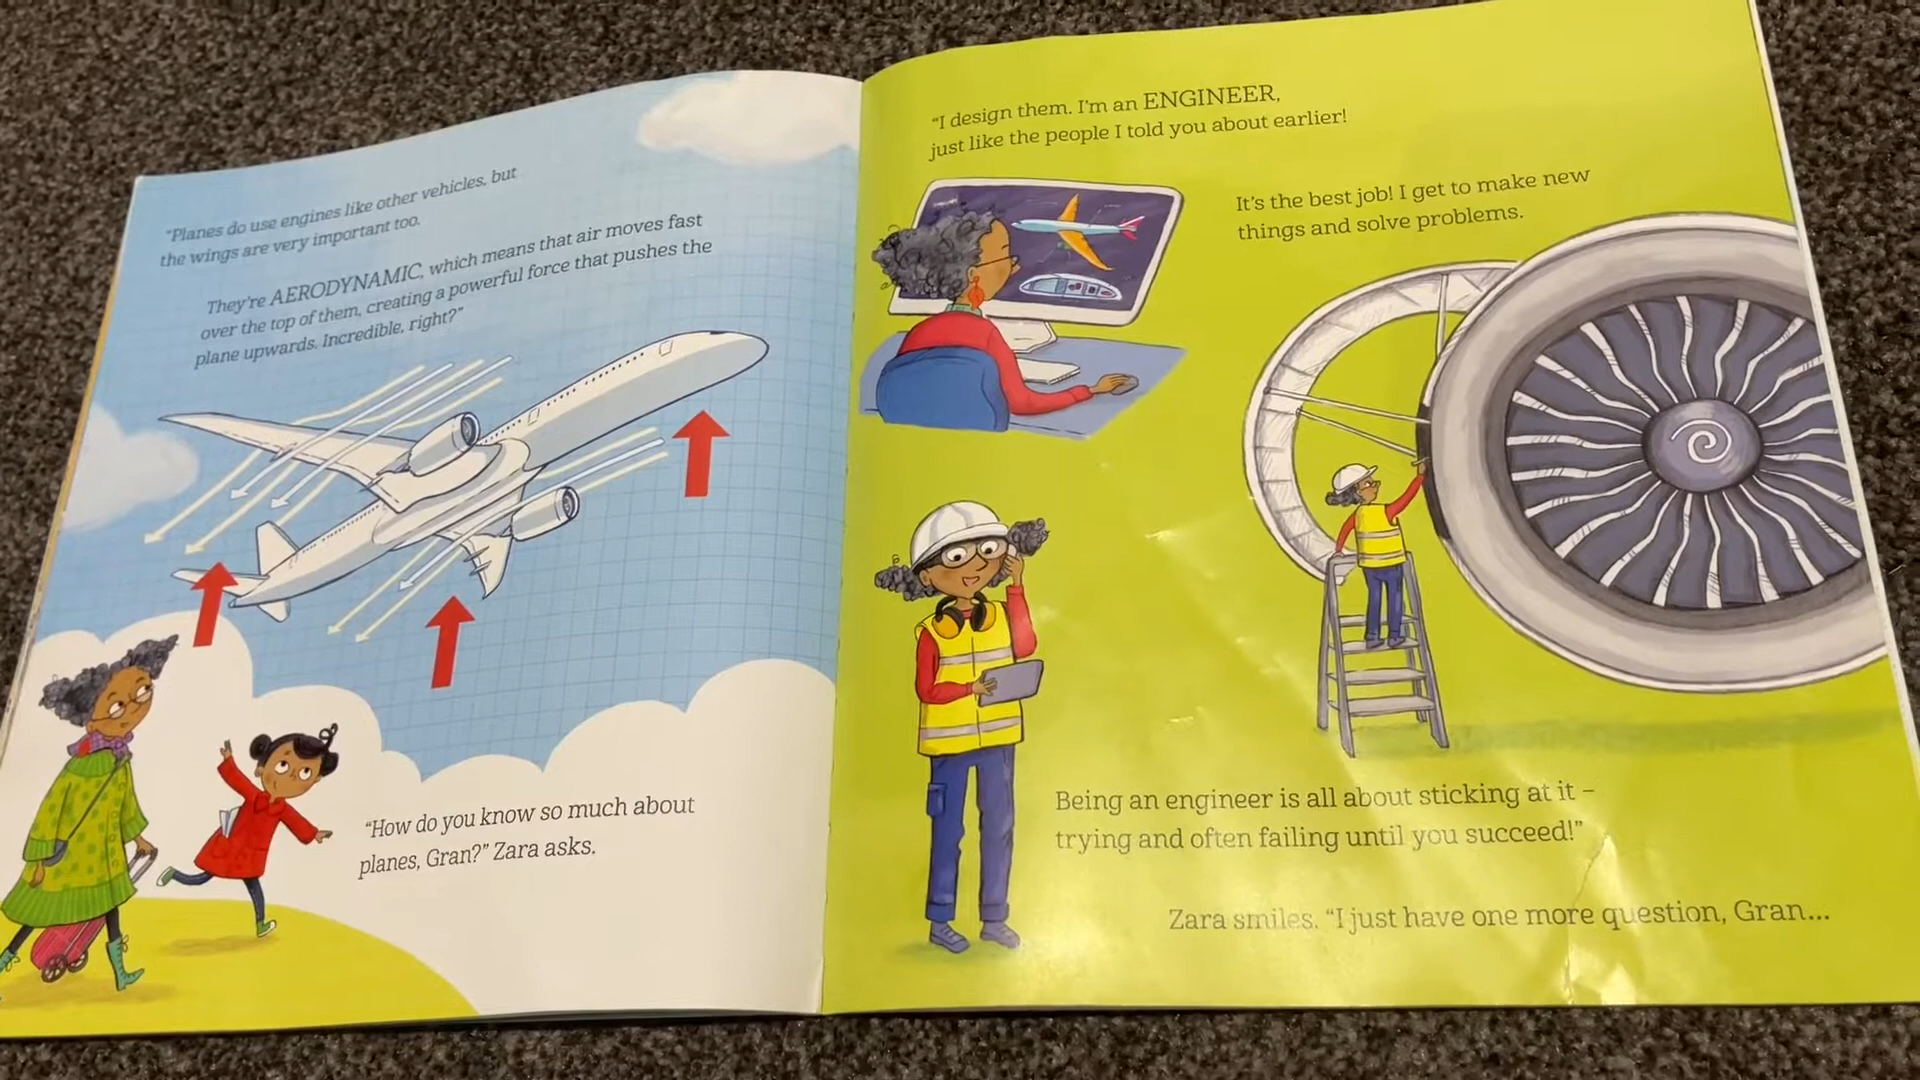 “Planes do use engines like other vehicles, but
the wings are very important too.
They’re AERODYNAMIC, which means that air moves fast
over the top of them, creating a powerful force that pushes the
plane upwards. Incredible, right?”
“How do you know so much about
planes, Gran?” Zara asks.
“I design them. I’m an ENGINEER,
just like the people I told you about earlier!
It’s the best job! I get to make new
things and solve problems.
Being an engineer is all about sticking at it –
trying and often failing until you succeed!”
Zara smiles. “I just have one more question, Gran...